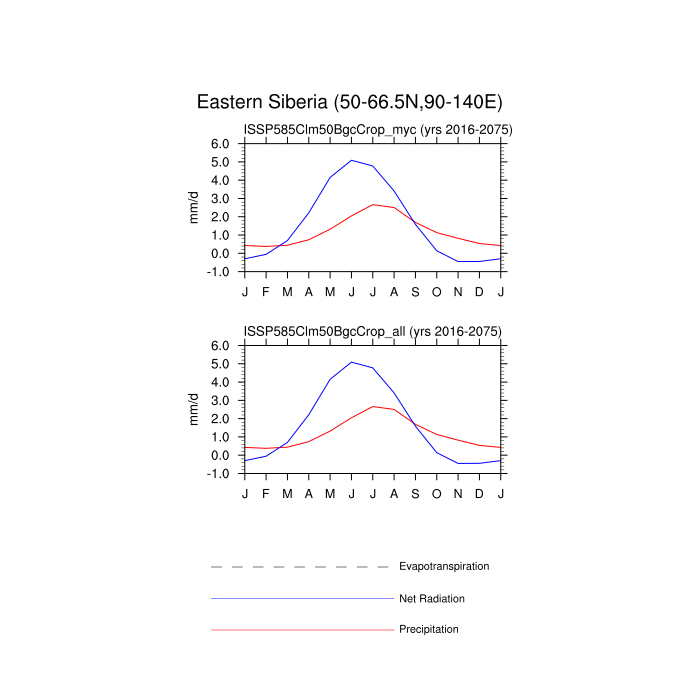 Eastern Siberia (50-66.5N,90-140E)
ISSP585Clm50BgcCrop_myc (yrs 2016-2075)
6.0
5.0
4.0
3.0
2.0
1.0
0.0
-1.0
mm/d
J F M A M J J A S O N D J
ISSP585Clm50BgcCrop_all (yrs 2016-2075)
6.0
5.0
4.0
3.0
2.0
1.0
0.0
-1.0
mm/d
J F M A M J J A S O N D J
Evapotranspiration
Net Radiation
Precipitation